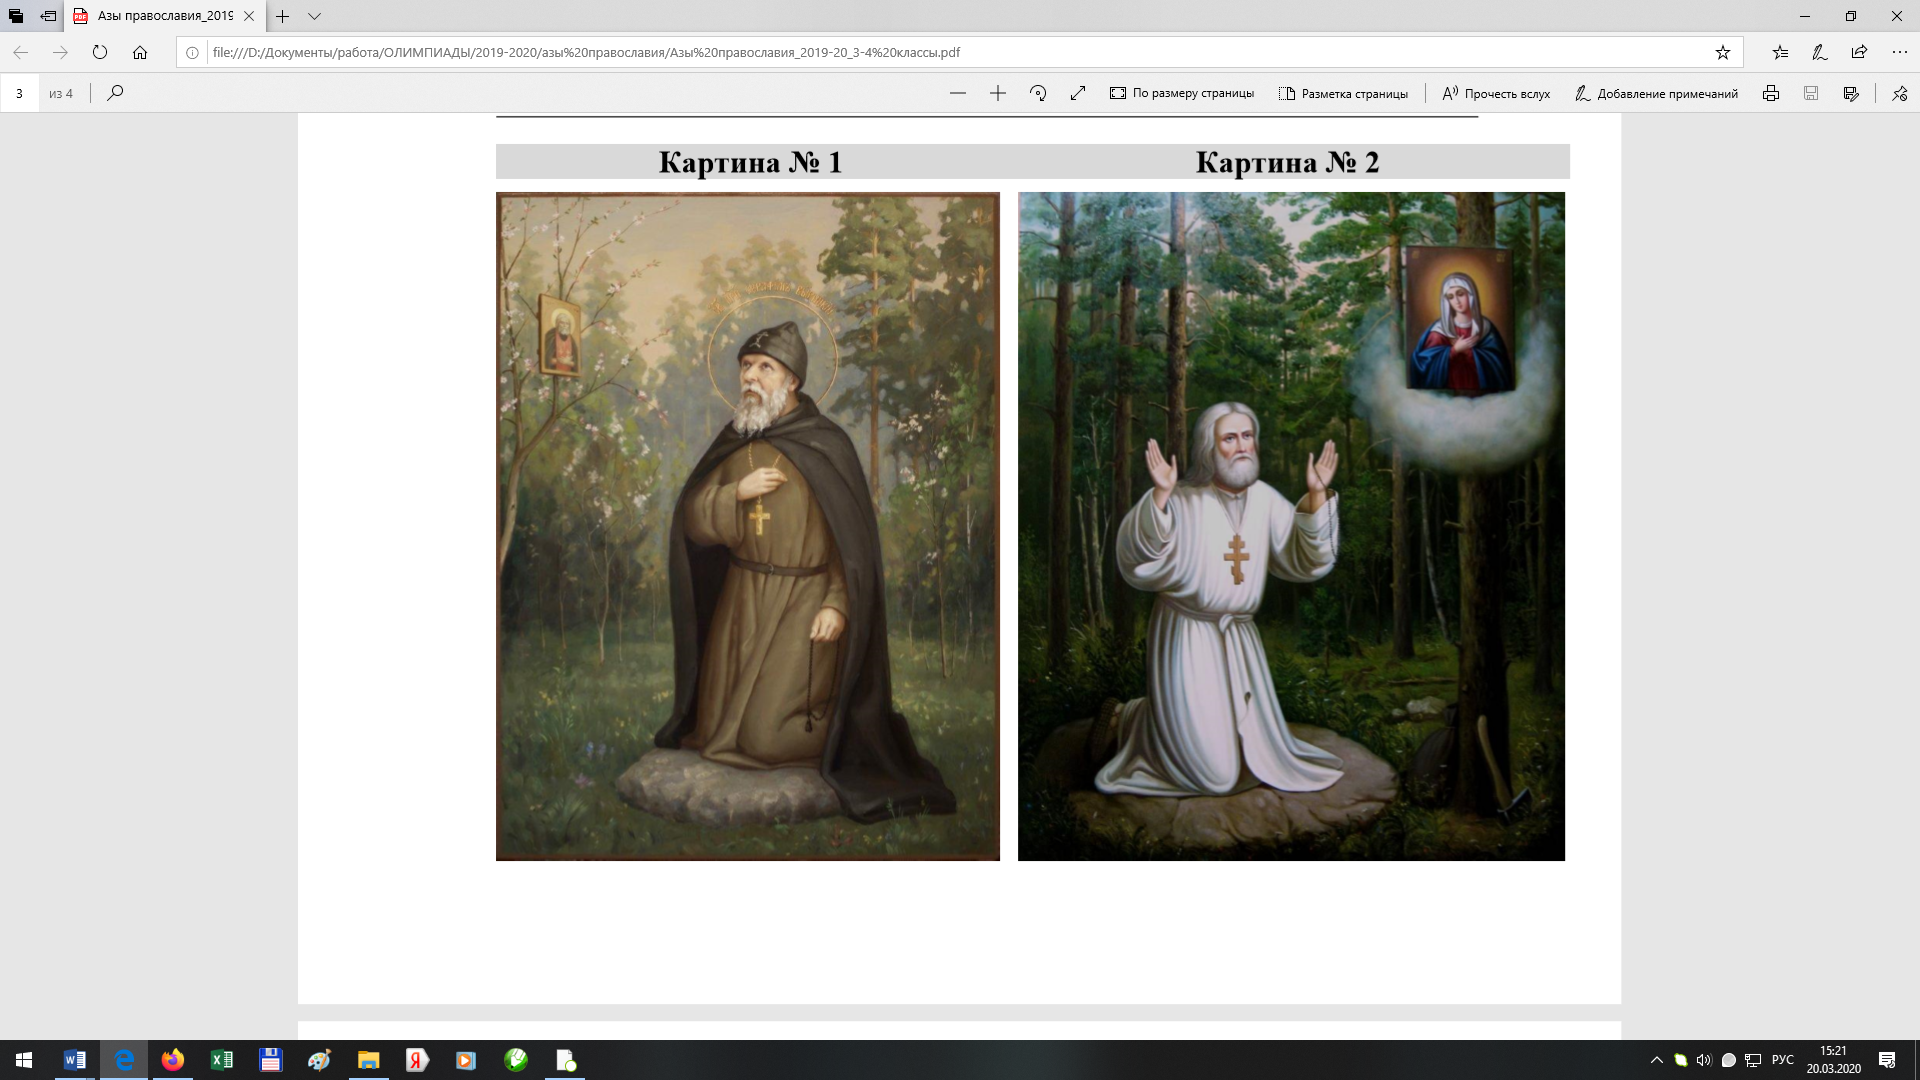 Азы православия_2019
file:///D:/Документы/работа/ОЛИМПИАДЫ/2019-2020/азы%20православия/Азы%20православия_2019-20_3-4%20классы.pdf
3 из 4
По размеру страницы
Разметка страницы
Прочесть вслух
Добавление примечаний
Картина № 1
Картина № 2
РУС
15:21
20.03.2020